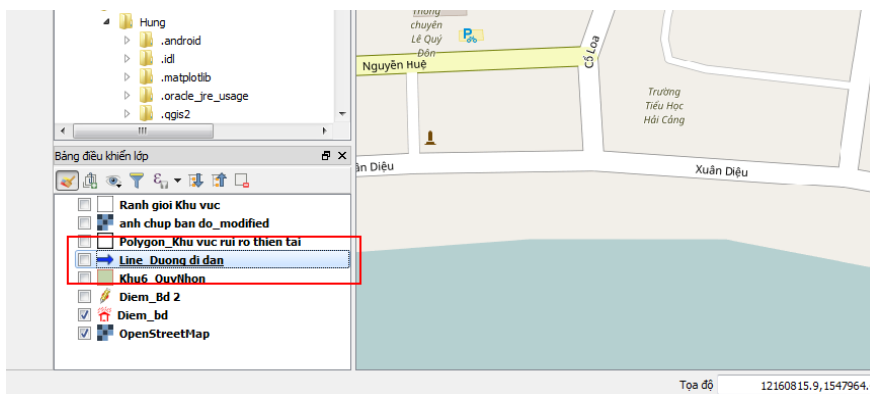 Hung
.android
.idl
.matplotlib
.oracle_jre_usage
.qgis2
Bảng điều khiển lớp
Ranh gioi Khu vuc
anh chup ban do_modified
Polygon_Khu vuc rui ro thien tai
Line_Duong di dan
Khu6_QuyNhon
Diem_Bd 2
Diem_bd
OpenStreetMap
Thông
chuyên
Lê Quý
Đôn
Nguyễn Huệ
Cổ Loa
Trường
Tiểu Học
Hải Cảng
ân Diệu
Xuân Diệu
Tọa độ
12160815.9,1547964.